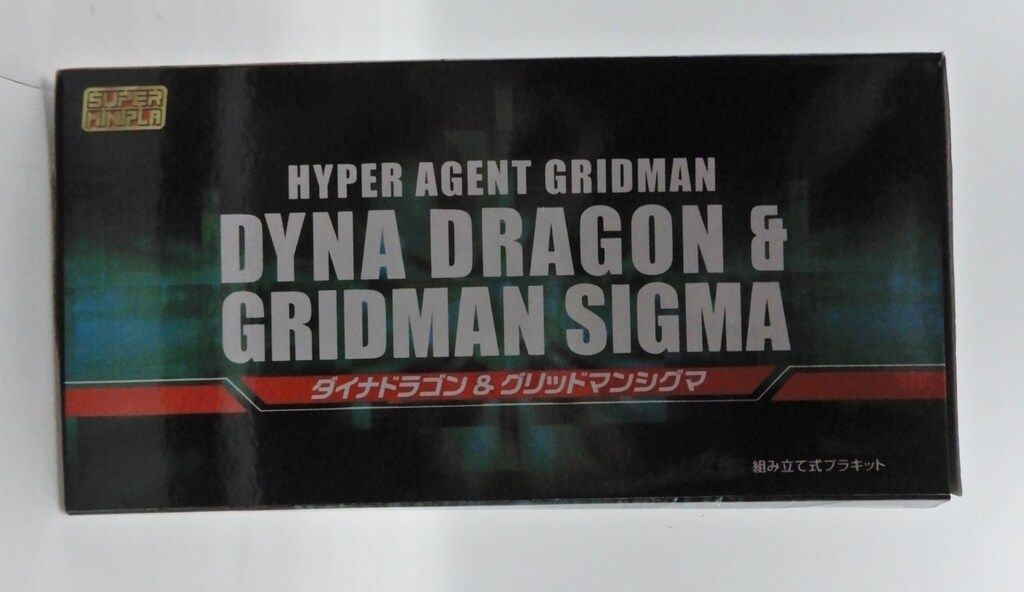 SUPER
MINIPLA
HYPER AGENT GRIDMAN
DYNA DRAGON &
GRIDMAN SIGMA
ダイナドラゴン & グリッドマンシグマ
組み立て式プラキット